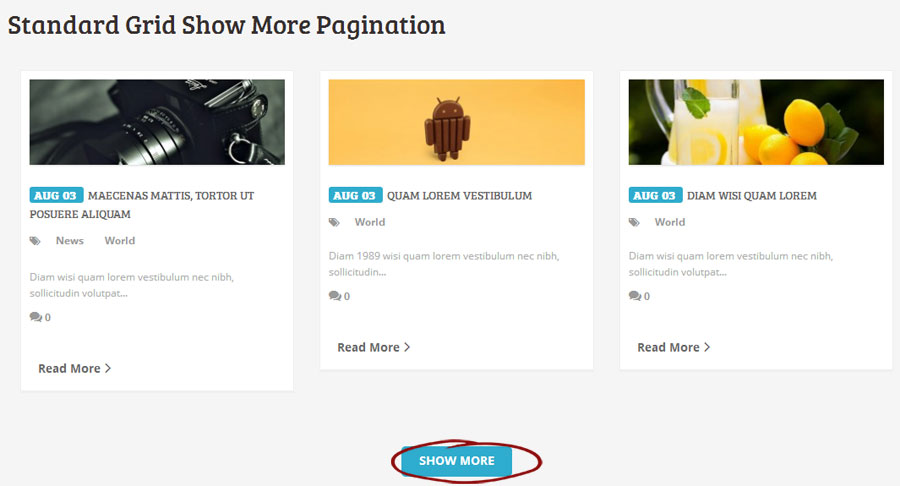 Standard Grid Show More Pagination
AUG 03 MAECENAS MATTIS, TORTOR UT
POSUERE ALIQUAM
News World
Diam wisi quam lorem vestibulum nec nibh,
sollicitudin volutpat...
0
Read More
AUG 03 QUAM LOREM VESTIBULUM
World
Diam 1989 wisi quam lorem vestibulum nec nibh,
sollicitudin...
0
Read More
AUG 03 DIAM WISI QUAM LOREM
World
Diam wisi quam lorem vestibulum nec nibh,
sollicitudin volutpat...
0
Read More
SHOW MORE